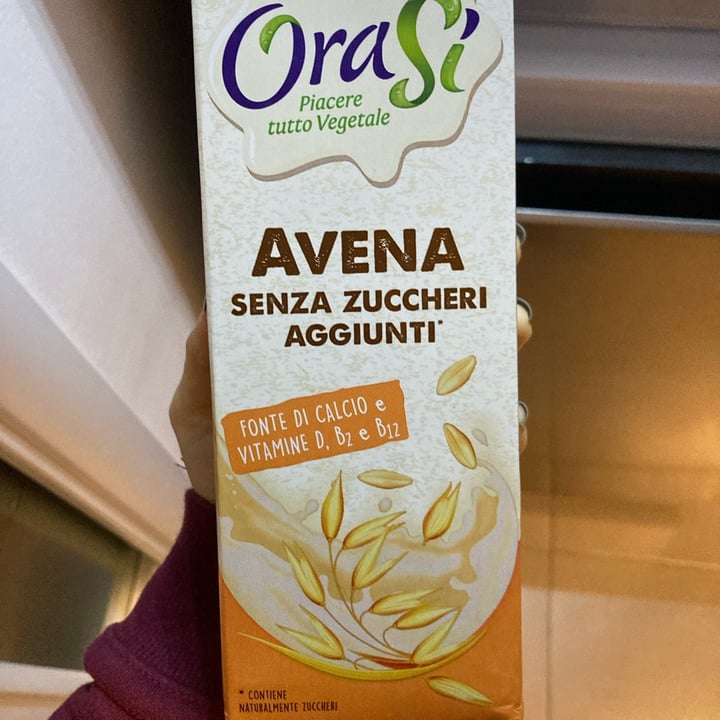 OraSì
Piacere
tutto Vegetale
AVENA
SENZA ZUCCHERI
AGGIUNTI*
FONTE DI CALCIO e
VITAMINE D, B2 e B12
* CONTIENE
NATURALMENTE ZUCCHERI